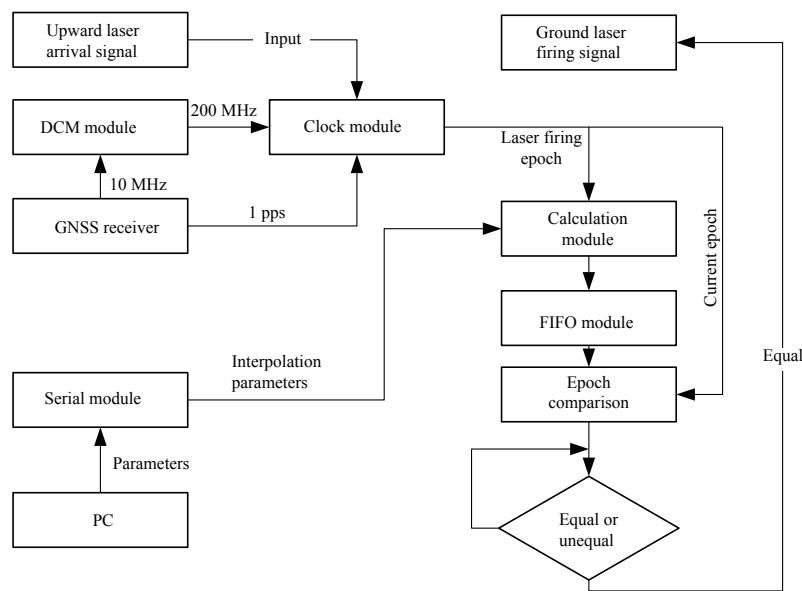 Upward laser
arrival signal
Input
Ground laser
firing signal
DCM module
200 MHz
Clock module
Laser firing
epoch
10 MHz
GNSS receiver
1 pps
Calculation
module
Current epoch
FIFO module
Interpolation
parameters
Equal
Serial module
Epoch
comparison
Parameters
PC
Equal or
unequal